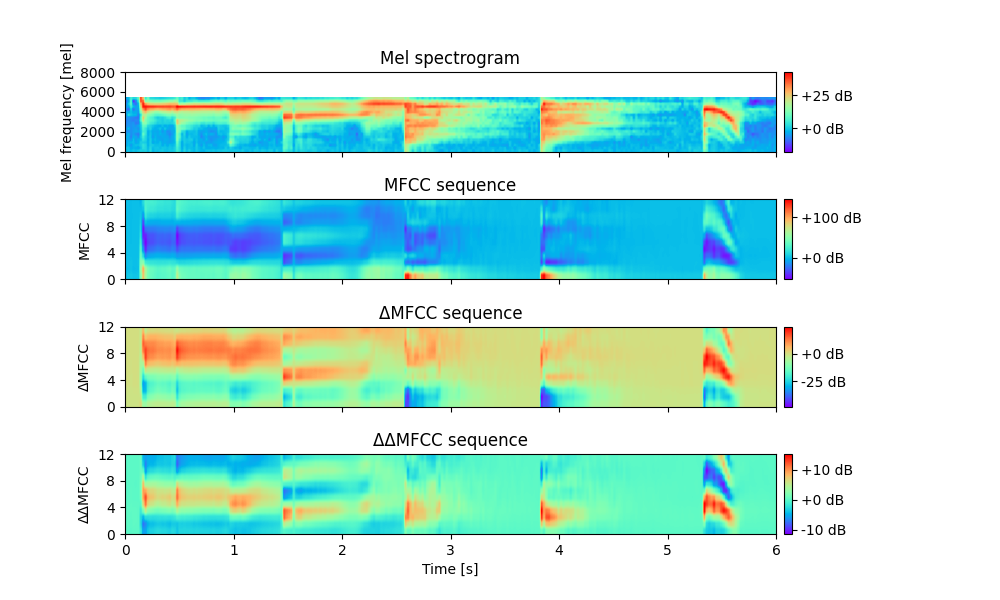 Mel spectrogram
Mel frequency [mel]
8000
6000
4000
2000
0
+25 dB
+0 dB
MFCC sequence
MFCC
12
8
4
0
+100 dB
+0 dB
ΔMFCC sequence
ΔMFCC
12
8
4
0
+0 dB
-25 dB
ΔΔMFCC sequence
ΔΔMFCC
12
8
4
0
+10 dB
+0 dB
-10 dB
0 1 2 3 4 5 6
Time [s]